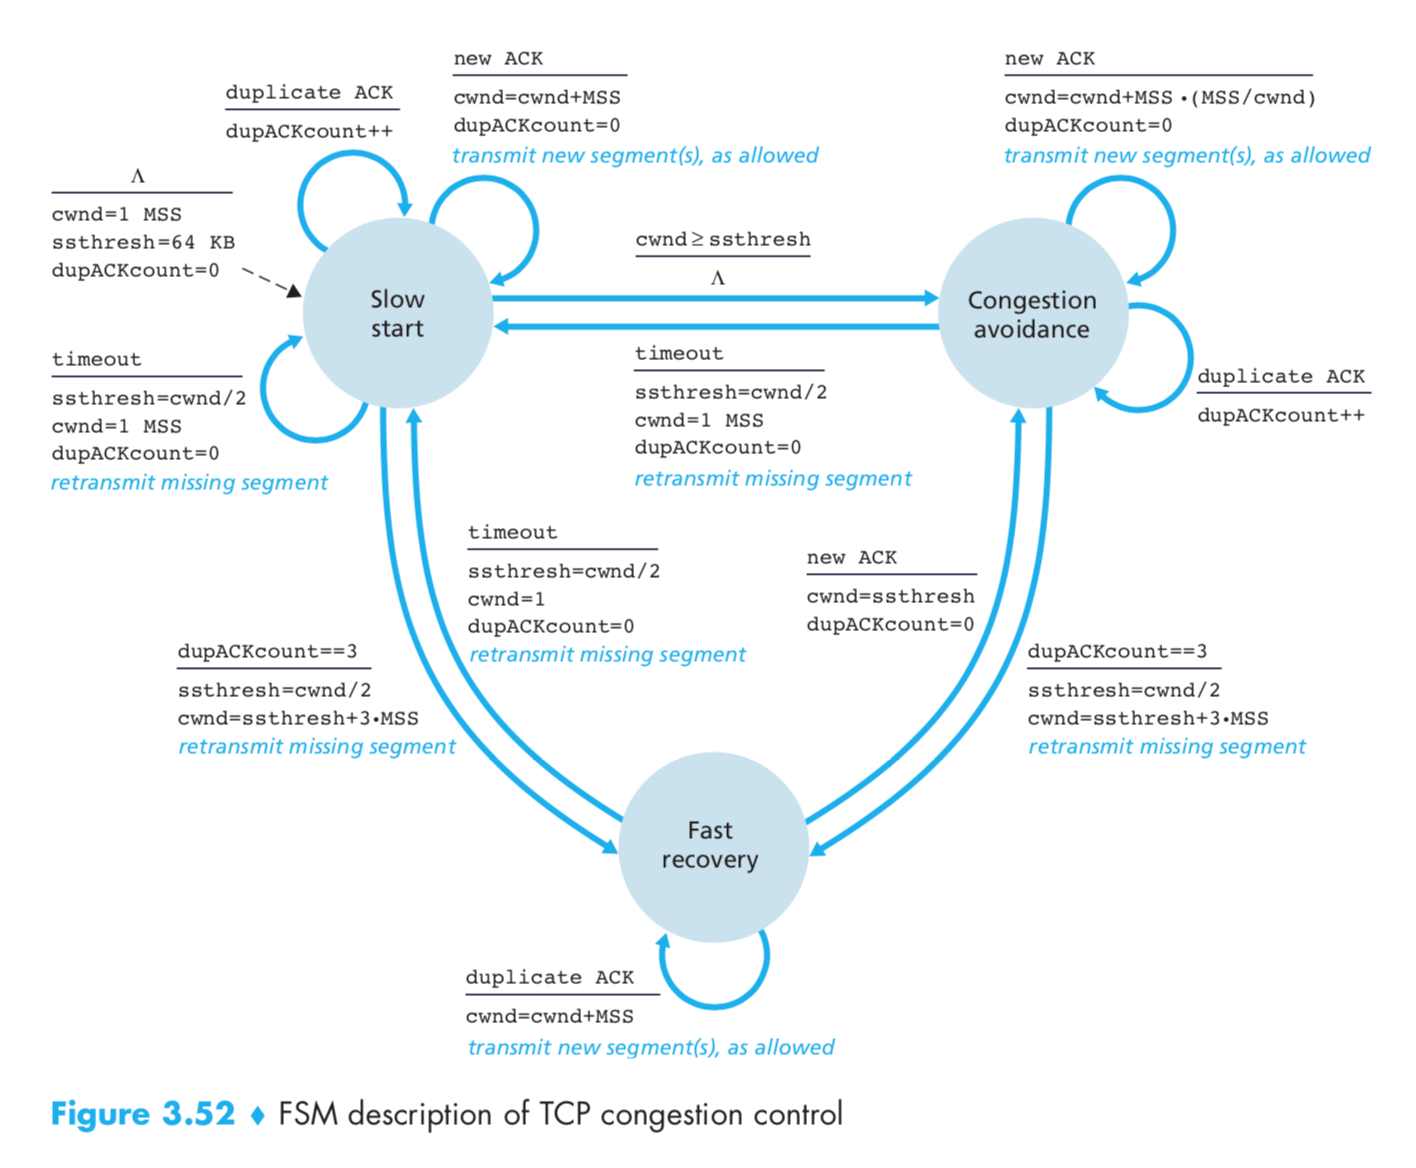 new ACK
cwnd=cwnd+MSS
dupACKcount=0
transmit new segment(s), as allowed
new ACK
cwnd=cwnd+MSS •(MSS/cwnd)
dupACKcount=0
transmit new segment(s), as allowed
duplicate ACK
dupACKcount++
Λ
cwnd=1 MSS
ssthresh=64 KB
dupACKcount=0
cwnd≥ssthresh
Λ
Slow
start
Congestion
avoidance
timeout
ssthresh=cwnd/2
cwnd=1 MSS
dupACKcount=0
retransmit missing segment
timeout
ssthresh=cwnd/2
cwnd=1 MSS
dupACKcount=0
retransmit missing segment
duplicate ACK
dupACKcount++
timeout
ssthresh=cwnd/2
cwnd=1
dupACKcount=0
retransmit missing segment
new ACK
cwnd=ssthresh
dupACKcount=0
dupACKcount==3
ssthresh=cwnd/2
cwnd=ssthresh+3•MSS
retransmit missing segment
dupACKcount==3
ssthresh=cwnd/2
cwnd=ssthresh+3•MSS
retransmit missing segment
Fast
recovery
duplicate ACK
cwnd=cwnd+MSS
transmit new segment(s), as allowed
Figure 3.52 ♦ FSM description of TCP congestion control